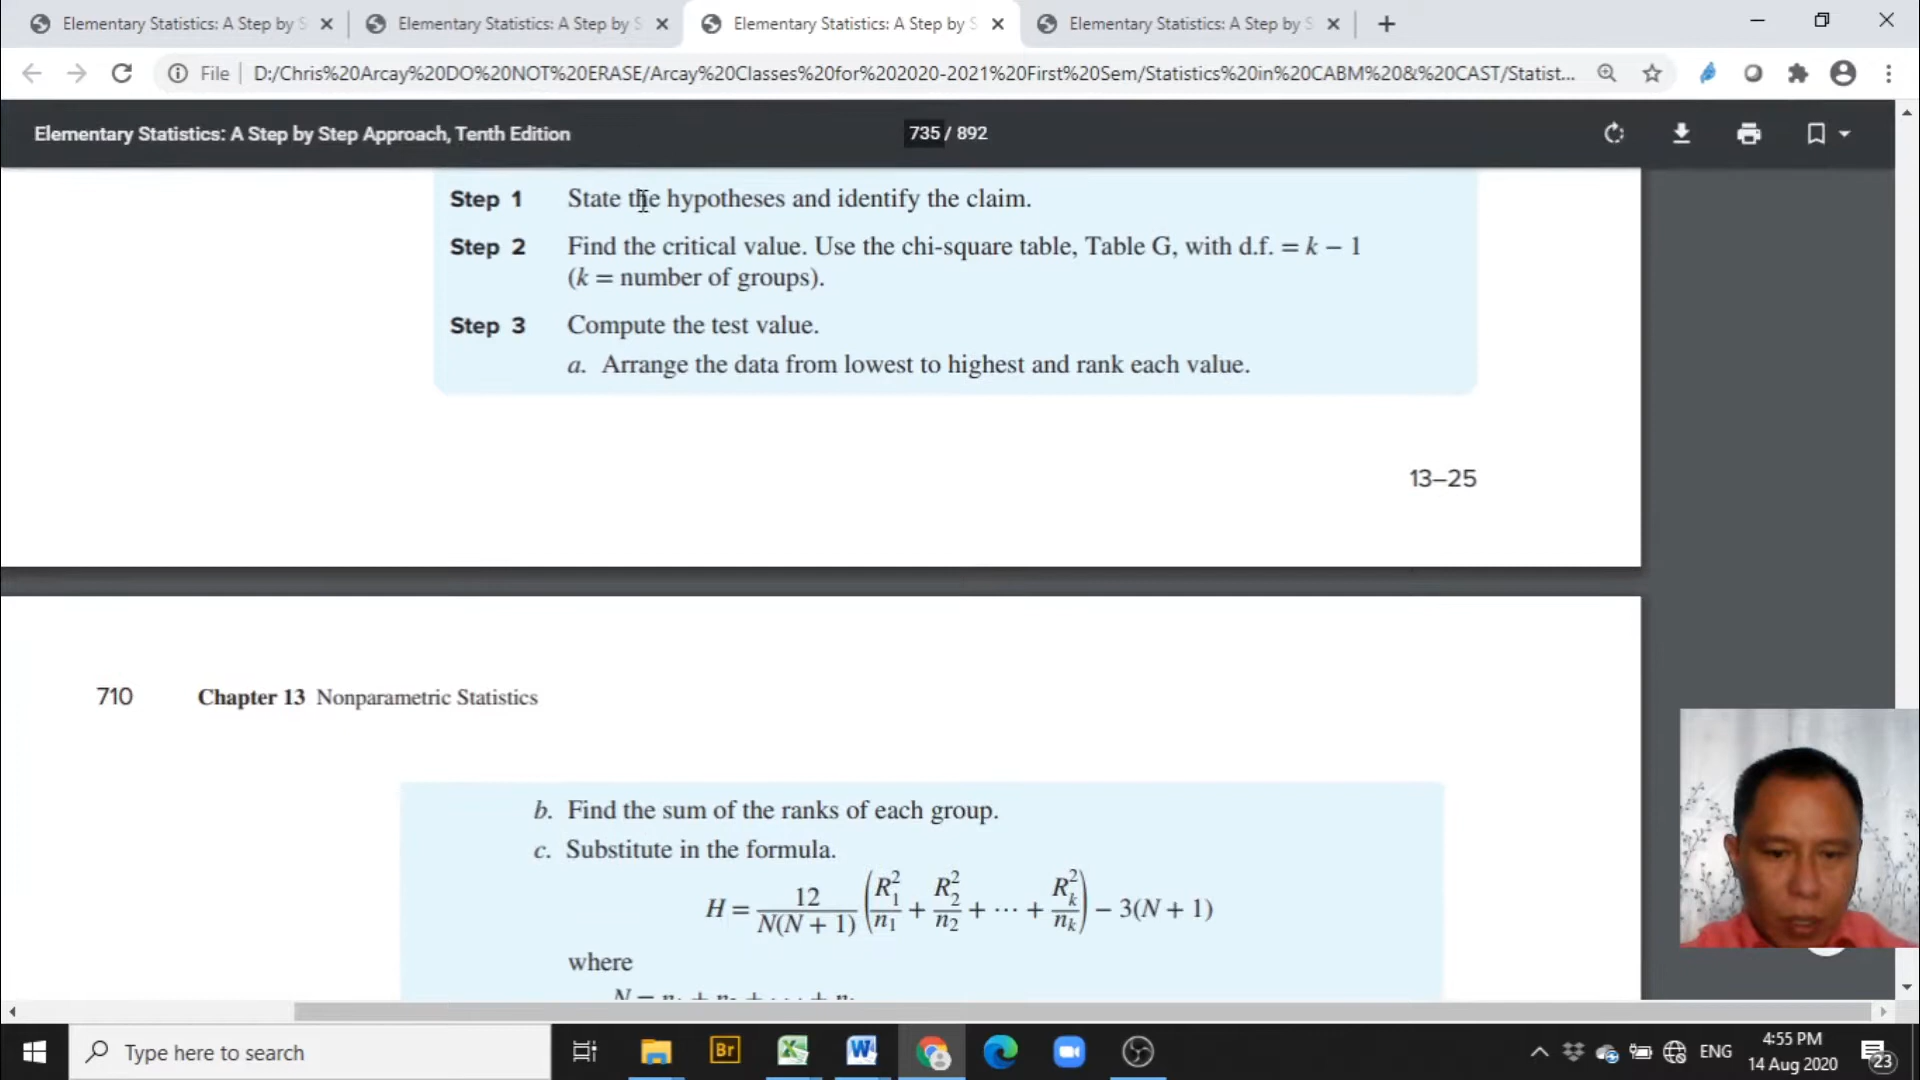 Elementary Statistics: A Step by S
Elementary Statistics: A Step by S
Elementary Statistics: A Step by S
Elementary Statistics: A Step by S
File
D:/Chris%20Arcay%20DO%20NOT%20ERASE/Arcay%20Classes%20for%202020-2021%20First%20Sem/Statistics%20in%20CABM%20&%20CAST/Statist...
Elementary Statistics: A Step by Step Approach, Tenth Edition
735 / 892
Step 1 State the hypotheses and identify the claim.
Step 2 Find the critical value. Use the chi-square table, Table G, with d.f. = k − 1
(k = number of groups).
Step 3 Compute the test value.
a. Arrange the data from lowest to highest and rank each value.
13–25
710 Chapter 13 Nonparametric Statistics
b. Find the sum of the ranks of each group.
c. Substitute in the formula.
H = 12/N(N + 1) (R₁²/n₁ + R₂²/n₂ + ··· + Rₖ²/nₖ) − 3(N + 1)
where
Type here to search
Br
ENG
4:55 PM
14 Aug 2020
23